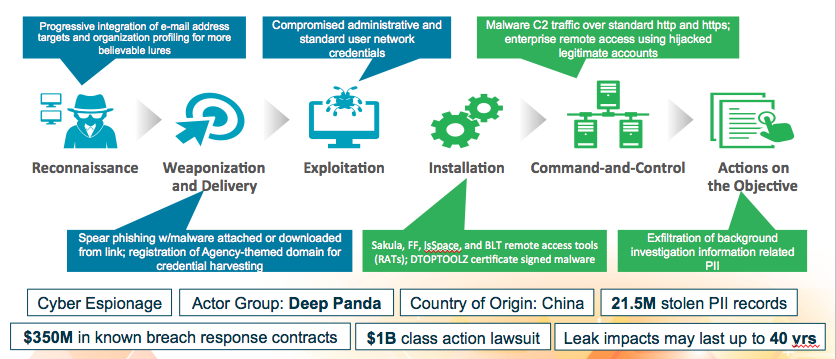 Progressive integration of e-mail address
targets and organization profiling for more
believable lures
Compromised administrative and
standard user network
credentials
Malware C2 traffic over standard http and https;
enterprise remote access using hijacked
legitimate accounts
Reconnaissance
Weaponization
and Delivery
Exploitation
Installation
Command-and-Control
Actions on
the Objective
Spear phishing w/malware attached or downloaded
from link; registration of Agency-themed domain for
credential harvesting
Sakula, FF, IsSpace, and BLT remote access tools
(RATs); DTOPTOOLZ certificate signed malware
Exfiltration of background
investigation information related
PII
Cyber Espionage
Actor Group: Deep Panda
Country of Origin: China
21.5M stolen PII records
$350M in known breach response contracts
$1B class action lawsuit
Leak impacts may last up to 40 yrs